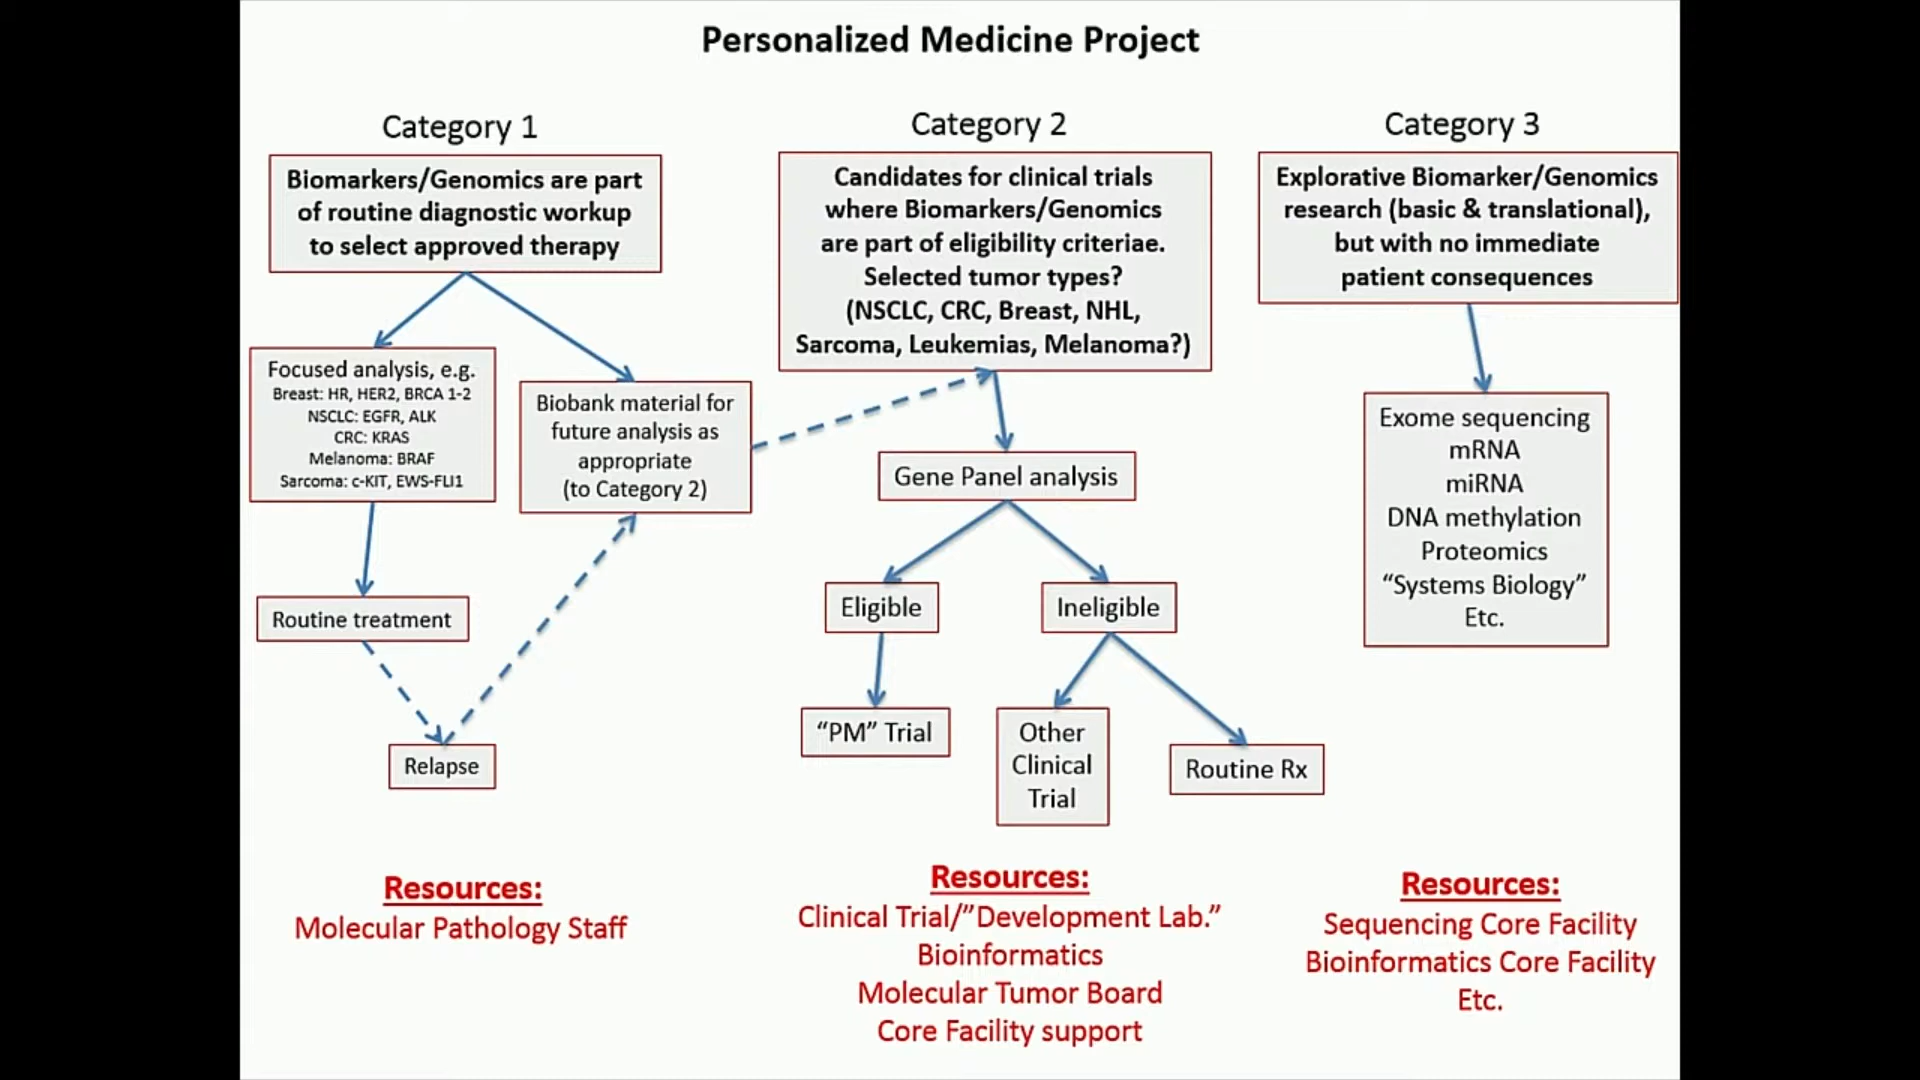 Personalized Medicine Project
Category 1
Biomarkers/Genomics are part
of routine diagnostic workup
to select approved therapy
Focused analysis, e.g.
Breast: HR, HER2, BRCA 1-2
NSCLC: EGFR, ALK
CRC: KRAS
Melanoma: BRAF
Sarcoma: c-KIT, EWS-FLI1
Biobank material for
future analysis as
appropriate
(to Category 2)
Routine treatment
Relapse
Resources:
Molecular Pathology Staff
Category 2
Candidates for clinical trials
where Biomarkers/Genomics
are part of eligibility criteriae.
Selected tumor types?
(NSCLC, CRC, Breast, NHL,
Sarcoma, Leukemias, Melanoma?)
Gene Panel analysis
Eligible
Ineligible
“PM” Trial
Other
Clinical
Trial
Routine Rx
Resources:
Clinical Trial/”Development Lab.”
Bioinformatics
Molecular Tumor Board
Core Facility support
Category 3
Explorative Biomarker/Genomics
research (basic & translational),
but with no immediate
patient consequences
Exome sequencing
mRNA
miRNA
DNA methylation
Proteomics
“Systems Biology”
Etc.
Resources:
Sequencing Core Facility
Bioinformatics Core Facility
Etc.